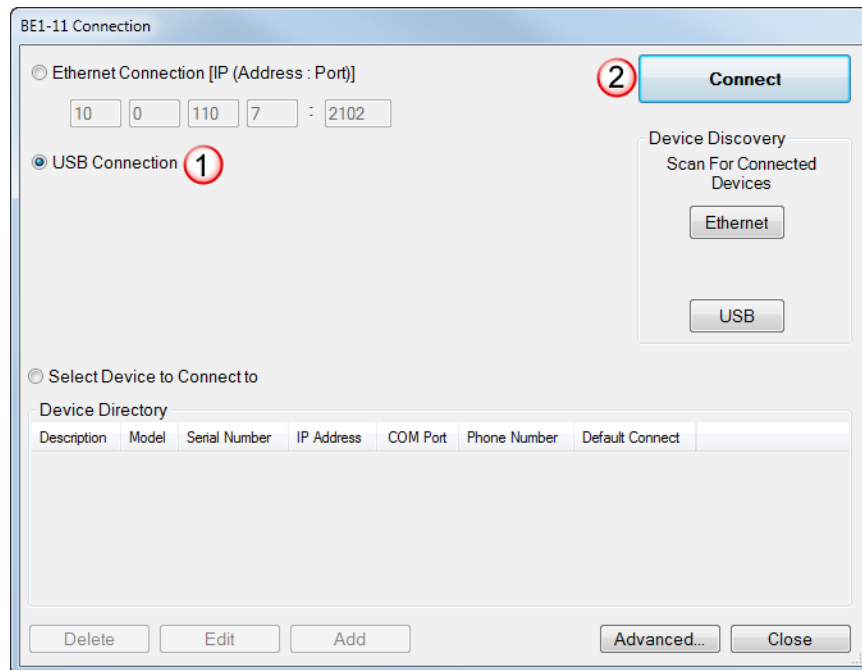 BE1-11 Connection
Ethernet Connection [IP (Address : Port)]
10 0 110 7 : 2102
2
Connect
USB Connection 1
Device Discovery
Scan For Connected
Devices
Ethernet
USB
Select Device to Connect to
Device Directory
Description Model Serial Number IP Address COM Port Phone Number Default Connect
Delete Edit Add Advanced... Close